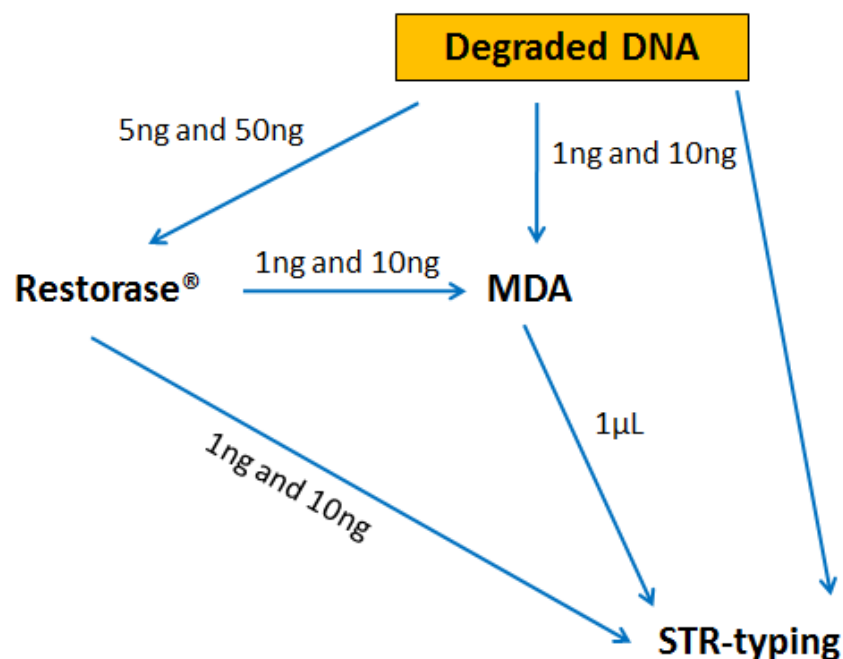 Degraded DNA
5ng and 50ng
1ng and 10ng
1ng and 10ng
Restorase®
MDA
1µL
1ng and 10ng
STR-typing